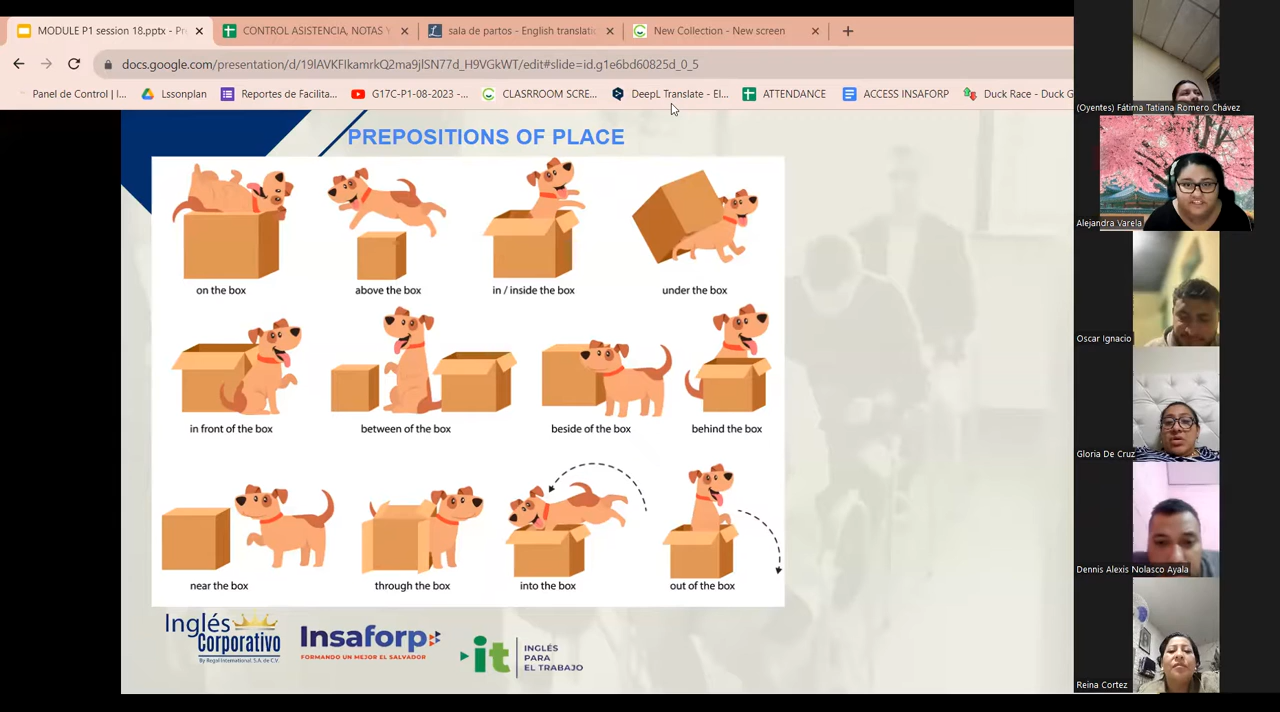 MODULE P1 session 18.pptx - Pr
CONTROL ASISTENCIA, NOTAS Y
sala de partos - English translati
New Collection - New screen
docs.google.com/presentation/d/19lAVKFIkamrkQ2ma9jlSN77d_H9VGkWT/edit#slide=id.g1e6bd60825d_0_5
Panel de Control | I...
Lssonplan
Reportes de Facilita...
G17C-P1-08-2023 -...
CLASSROOM SCRE...
DeepL Translate - El...
ATTENDANCE
ACCESS INSAFORP
Duck Race - Duck G
PREPOSITIONS OF PLACE
on the box
above the box
in / inside the box
under the box
in front of the box
between of the box
beside of the box
behind the box
near the box
through the box
into the box
out of the box
Inglés
Corporativo
By Regal International, S.A. de C.V.
Insaforp
FORMANDO UN MEJOR EL SALVADOR
it
INGLÉS
PARA
EL TRABAJO
(Oyentes) Fátima Tatiana Romero Chávez
Alejandra Varela
Oscar Ignacio
Gloria De Cruz
Dennis Alexis Nolasco Ayala
Reina Cortez